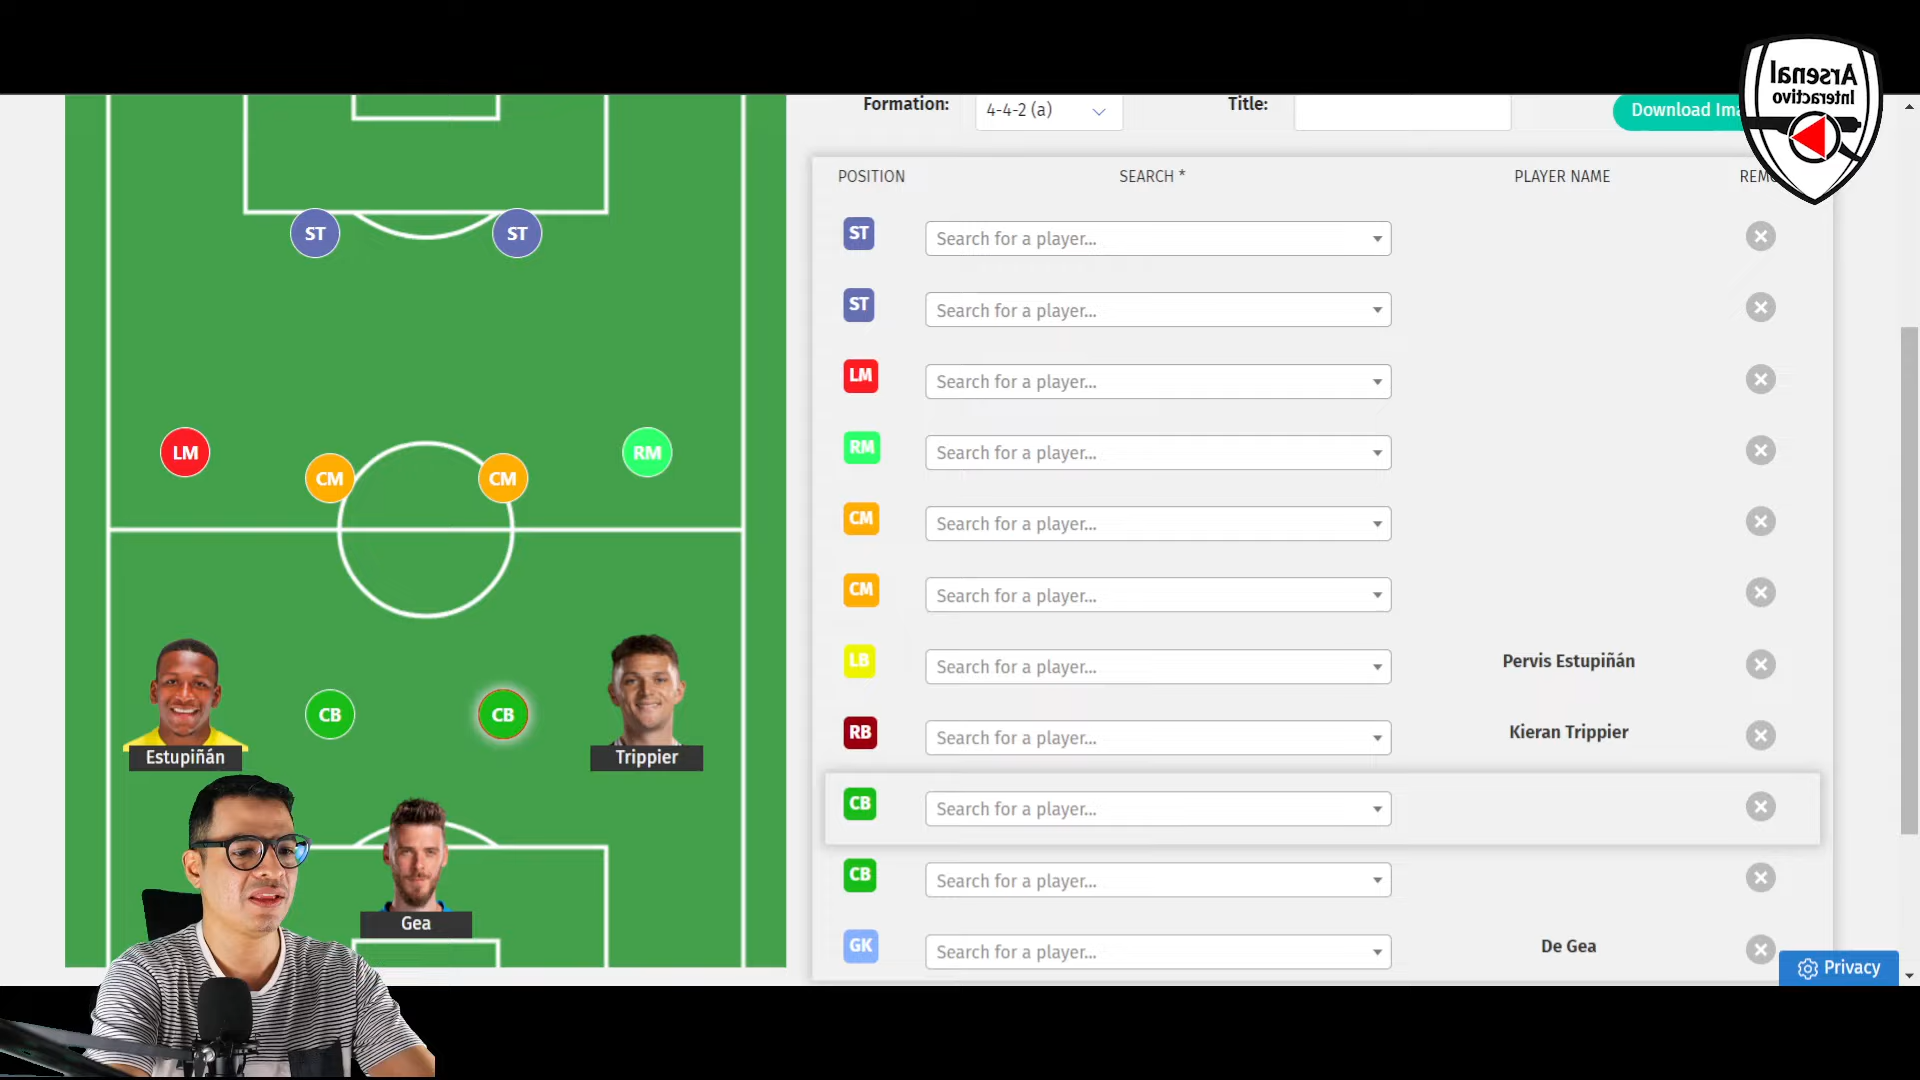 Arsenal
Interactivo
Formation:
4-4-2 (a)
Title:
Download Ima
POSITION
SEARCH *
PLAYER NAME
REMO
ST
Search for a player...
ST
Search for a player...
LM
Search for a player...
RM
Search for a player...
CM
Search for a player...
CM
Search for a player...
LB
Search for a player...
Pervis Estupiñán
RB
Search for a player...
Kieran Trippier
CB
Search for a player...
CB
Search for a player...
GK
Search for a player...
De Gea
Privacy
ST
ST
LM
CM
CM
RM
CB
CB
Estupiñán
Trippier
Gea